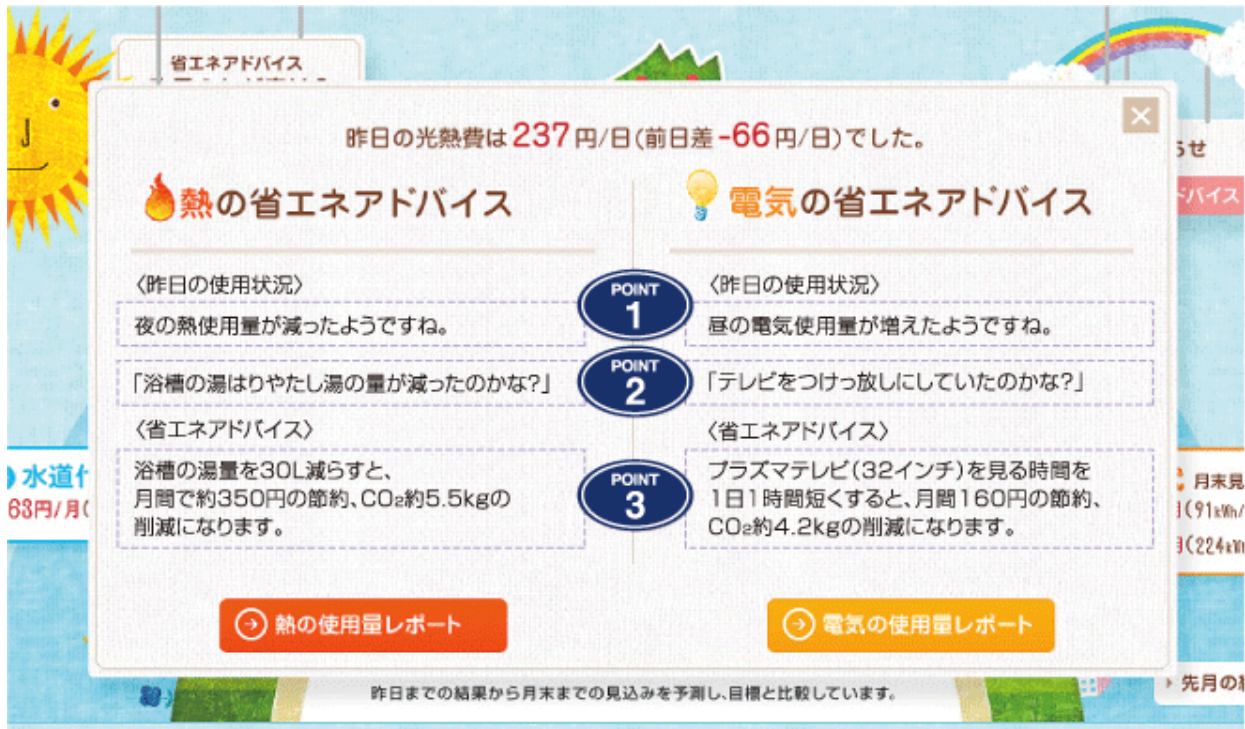 省エネアドバイス
昨日の光熱費は237円/日(前日差-66円/日)でした。
熱の省エネアドバイス
〈昨日の使用状況〉
夜の熱使用量が減ったようですね。
「浴槽の湯はりやたし湯の量が減ったのかな?」
〈省エネアドバイス〉
浴槽の湯量を30L減らすと、
月間で約350円の節約、CO₂約5.5kgの
削減になります。
熱の使用量レポート
POINT
1
POINT
2
POINT
3
電気の省エネアドバイス
〈昨日の使用状況〉
昼の電気使用量が増えたようですね。
「テレビをつけっ放しにしていたのかな?」
〈省エネアドバイス〉
プラズマテレビ(32インチ)を見る時間を
1日1時間短くすると、月間160円の節約、
CO₂約4.2kgの削減になります。
電気の使用量レポート
らせ
ドバイス
水道
63円/月
月末見
(91kWh/
(224kW
昨日までの結果から月末までの見込みを予測し、目標と比較しています。
先月の